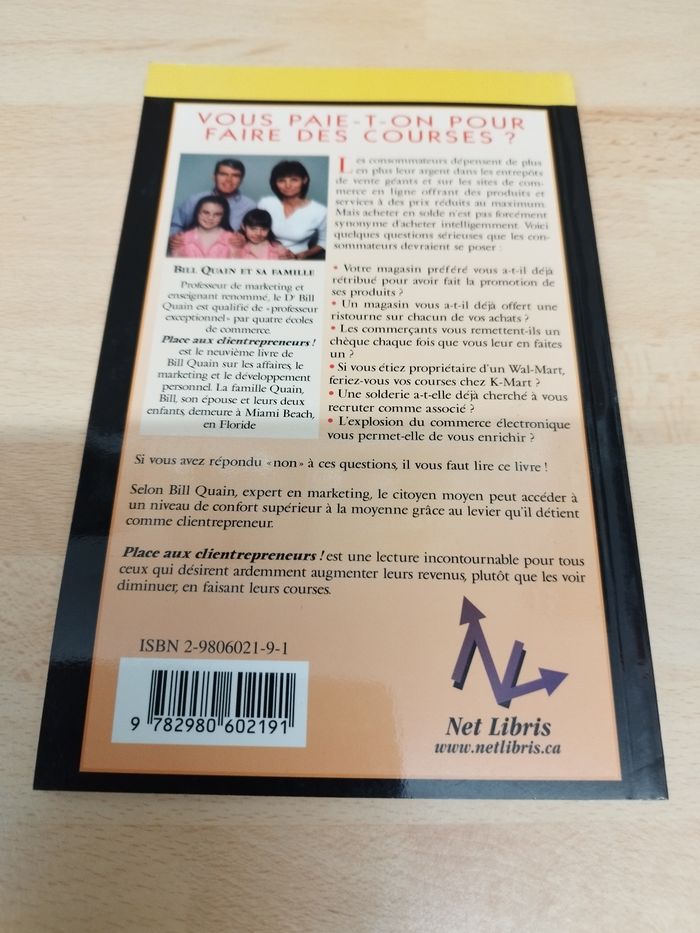 VOUS PAIE-T-ON POUR
FAIRE DES COURSES ?
Les consommateurs dépensent de plus
en plus leur argent dans les entrepôts
de vente géants et sur les sites de com-
merce en ligne offrant des produits et
services à des prix réduits au maximum.
Mais acheter en solde n'est pas forcément
synonyme d'acheter intelligemment. Voici
quelques questions sérieuses que les con-
sommateurs devraient se poser :
BILL QUAIN ET SA FAMILLE
Professeur de marketing et
enseignant renommé, le Dr Bill
Quain est qualifié de «professeur
exceptionnel» par quatre écoles
de commerce.
Place aux clientrepreneurs !
est le neuvième livre de
Bill Quain sur les affaires, le
marketing et le développement
personnel. La famille Quain,
Bill, son épouse et leurs deux
enfants, demeure à Miami Beach,
en Floride
• Votre magasin préféré vous a-t-il déjà
rétribué pour avoir fait la promotion de
ses produits ?
• Un magasin vous a-t-il déjà offert une
ristourne sur chacun de vos achats ?
• Les commerçants vous remettent-ils un
chèque chaque fois que vous leur en faites
un ?
• Si vous étiez propriétaire d'un Wal-Mart,
feriez-vous vos courses chez K-Mart ?
• Une solderie a-t-elle déjà cherché à vous
recruter comme associé ?
• L'explosion du commerce électronique
vous permet-elle de vous enrichir ?
Si vous avez répondu «non» à ces questions, il vous faut lire ce livre !
Selon Bill Quain, expert en marketing, le citoyen moyen peut accéder à
un niveau de confort supérieur à la moyenne grâce au levier qu'il détient
comme clientrepreneur.
Place aux clientrepreneurs ! est une lecture incontournable pour tous
ceux qui désirent ardemment augmenter leurs revenus, plutôt que les voir
diminuer, en faisant leurs courses.
ISBN 2-9806021-9-1
9 782980 602191
Net Libris
www.netlibris.ca